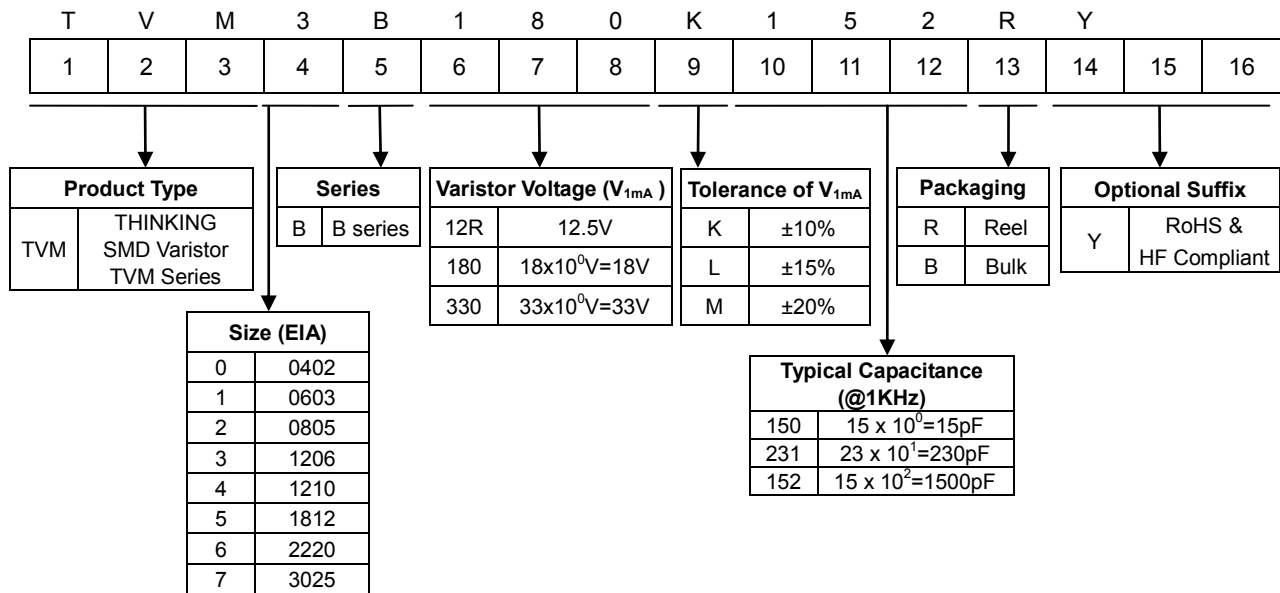 T V M 3 B 1 8 0 K 1 5 2 R Y
1 2 3 4 5 6 7 8 9 10 11 12 13 14 15 16
Product Type
TVM THINKING
SMD Varistor
TVM Series
Series
B B series
Varistor Voltage (V1mA )
12R 12.5V
180 18x10⁰V=18V
330 33x10⁰V=33V
Tolerance of V1mA
K ±10%
L ±15%
M ±20%
Packaging
R Reel
B Bulk
Optional Suffix
Y RoHS &
HF Compliant
Size (EIA)
0 0402
1 0603
2 0805
3 1206
4 1210
5 1812
6 2220
7 3025
Typical Capacitance
(@1KHz)
150 15 x 10⁰=15pF
231 23 x 10¹=230pF
152 15 x 10²=1500pF